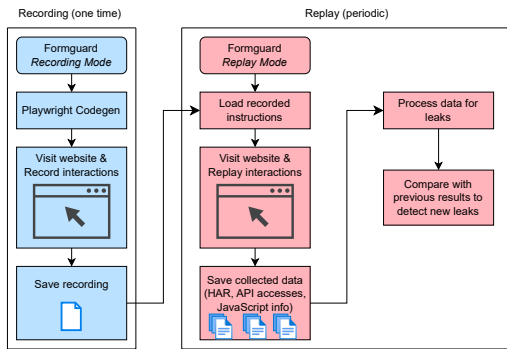 Recording (one time)
Formguard
Recording Mode
Playwright Codegen
Visit website &
Record interactions
Save recording
Replay (periodic)
Formguard
Replay Mode
Load recorded
instructions
Visit website &
Replay interactions
Save collected data
(HAR, API accesses,
JavaScript info)
Process data for
leaks
Compare with
previous results to
detect new leaks